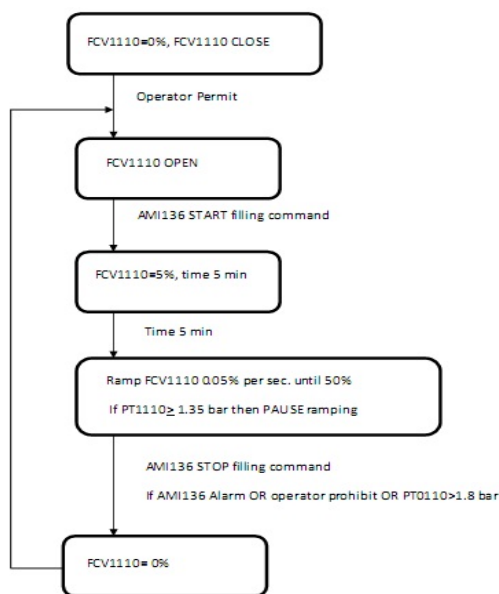 FCV1110=0%, FCV1110 CLOSE
Operator Permit
FCV1110 OPEN
AMI136 START filling command
FCV1110=5%, time 5 min
Time 5 min
Ramp FCV1110 0.05% per sec. until 50%
If PT1110≥ 1.35 bar then PAUSE ramping
AMI136 STOP filling command
If AMI136 Alarm OR operator prohibit OR PT0110>1.8 bar
FCV1110= 0%